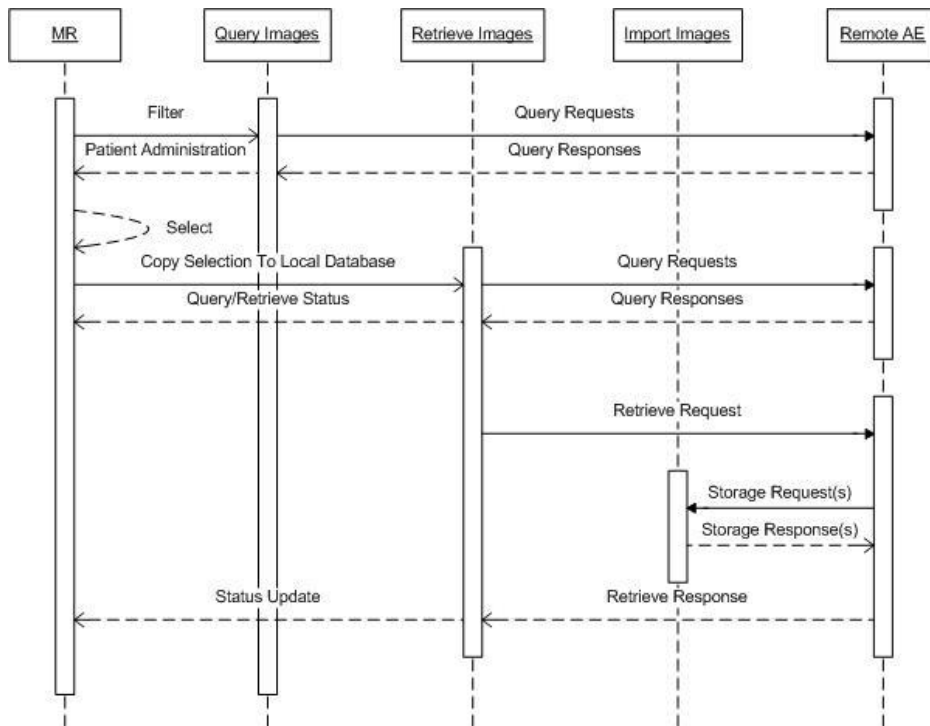 MR
Query Images
Retrieve Images
Import Images
Remote AE
Filter
Query Requests
Patient Administration
Query Responses
Select
Copy Selection To Local Database
Query Requests
Query/Retrieve Status
Query Responses
Retrieve Request
Storage Request(s)
Storage Response(s)
Status Update
Retrieve Response